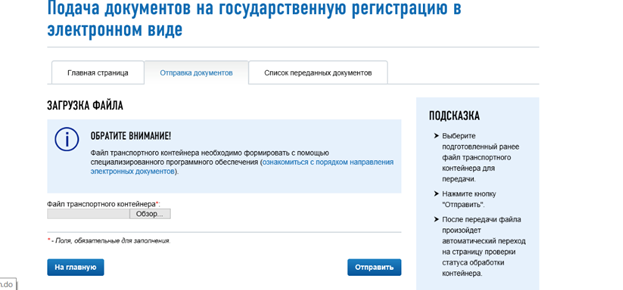 Подача документов на государственную регистрацию в
электронном виде
Главная страница
Отправка документов
Список переданных документов
ЗАГРУЗКА ФАЙЛА
ОБРАТИТЕ ВНИМАНИЕ!
Файл транспортного контейнера необходимо формировать с помощью
специализированного программного обеспечения (ознакомиться с порядком направления
электронных документов).
Файл транспортного контейнера*:
Обзор...
* - Поля, обязательные для заполнения.
На главную
Отправить
ПОДСКАЗКА
Выберите
подготовленный ранее
файл транспортного
контейнера для
передачи.
Нажмите кнопку
"Отправить".
После передачи файла
произойдет
автоматический переход
на страницу проверки
статуса обработки
контейнера.
n.do